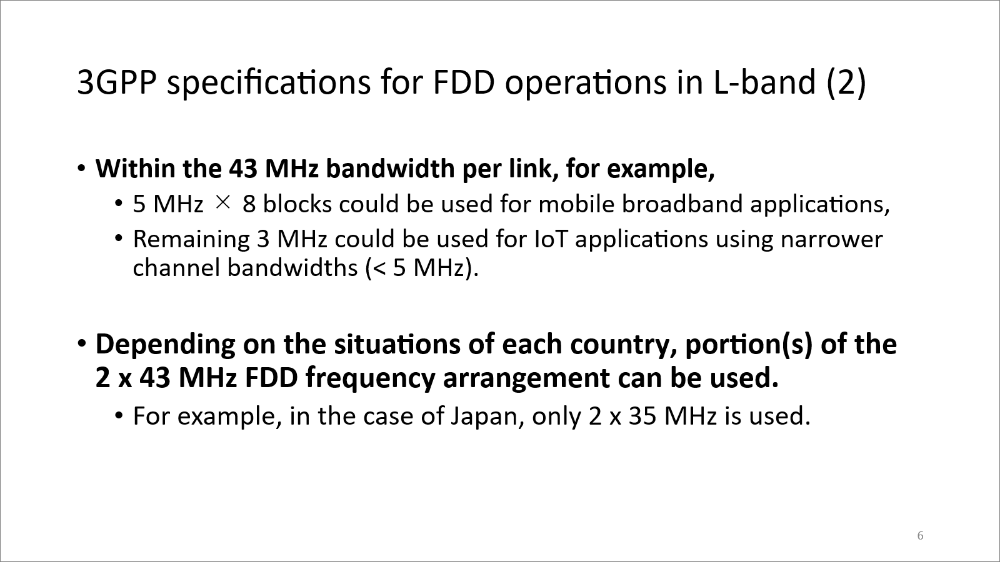 3GPP specifications for FDD operations in L-band (2)
• Within the 43 MHz bandwidth per link, for example,
• 5 MHz × 8 blocks could be used for mobile broadband applications,
• Remaining 3 MHz could be used for IoT applications using narrower
channel bandwidths (< 5 MHz).
• Depending on the situations of each country, portion(s) of the
2 x 43 MHz FDD frequency arrangement can be used.
• For example, in the case of Japan, only 2 x 35 MHz is used.
6